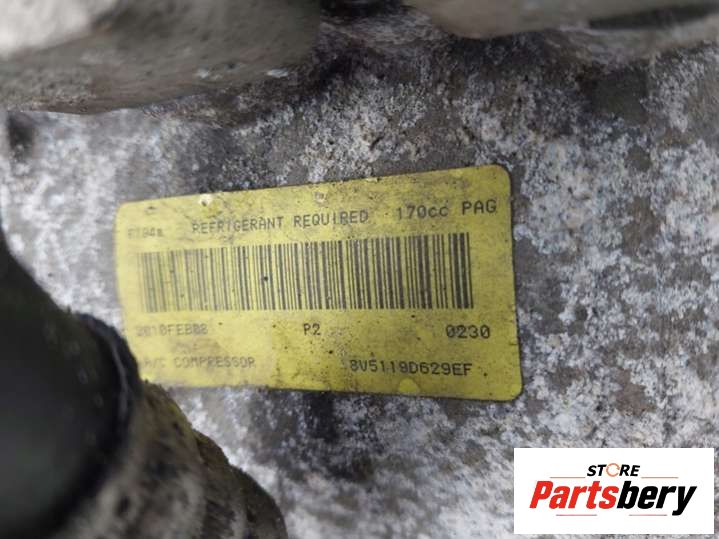 R134a REFRIGERANT REQUIRED 170cc PAG
2010FEB08 P2 0230
A/C COMPRESSOR 8V5119D629EF
STORE
Partsbery